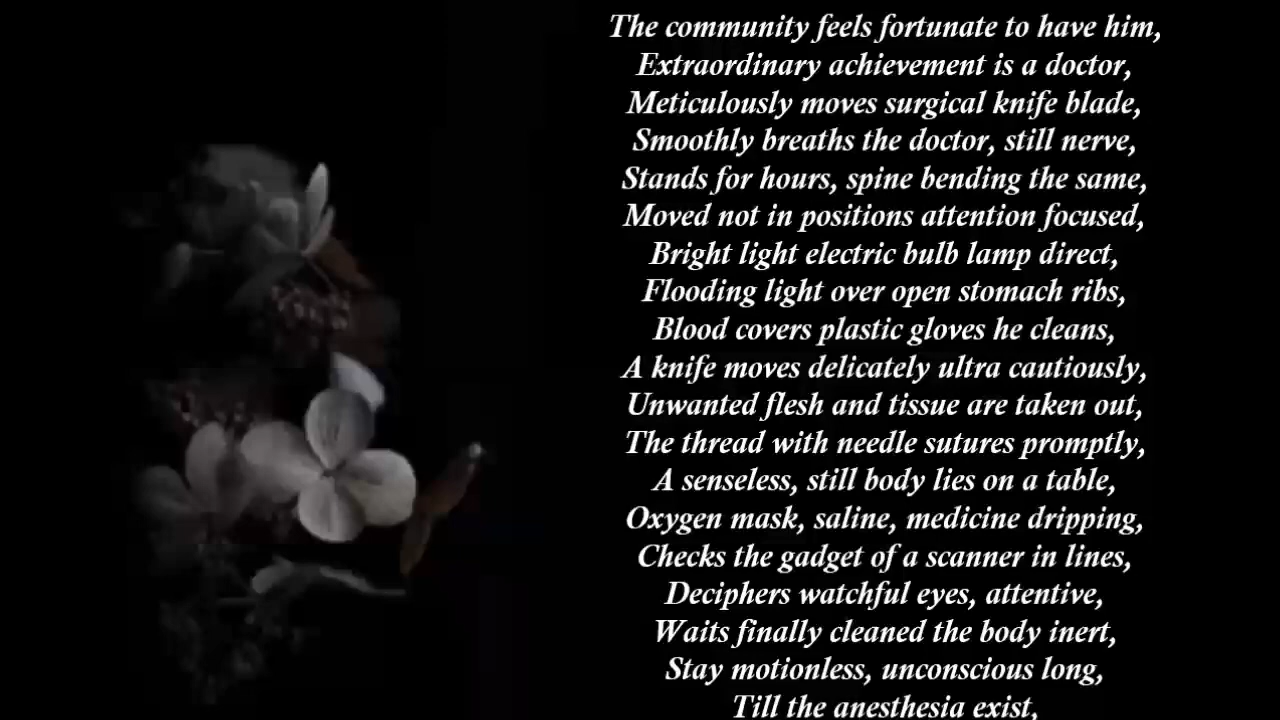 The community feels fortunate to have him,
Extraordinary achievement is a doctor,
Meticulously moves surgical knife blade,
Smoothly breaths the doctor, still nerve,
Stands for hours, spine bending the same,
Moved not in positions attention focused,
Bright light electric bulb lamp direct,
Flooding light over open stomach ribs,
Blood covers plastic gloves he cleans,
A knife moves delicately ultra cautiously,
Unwanted flesh and tissue are taken out,
The thread with needle sutures promptly,
A senseless, still body lies on a table,
Oxygen mask, saline, medicine dripping,
Checks the gadget of a scanner in lines,
Deciphers watchful eyes, attentive,
Waits finally cleaned the body inert,
Stay motionless, unconscious long,
Till the anesthesia exist,